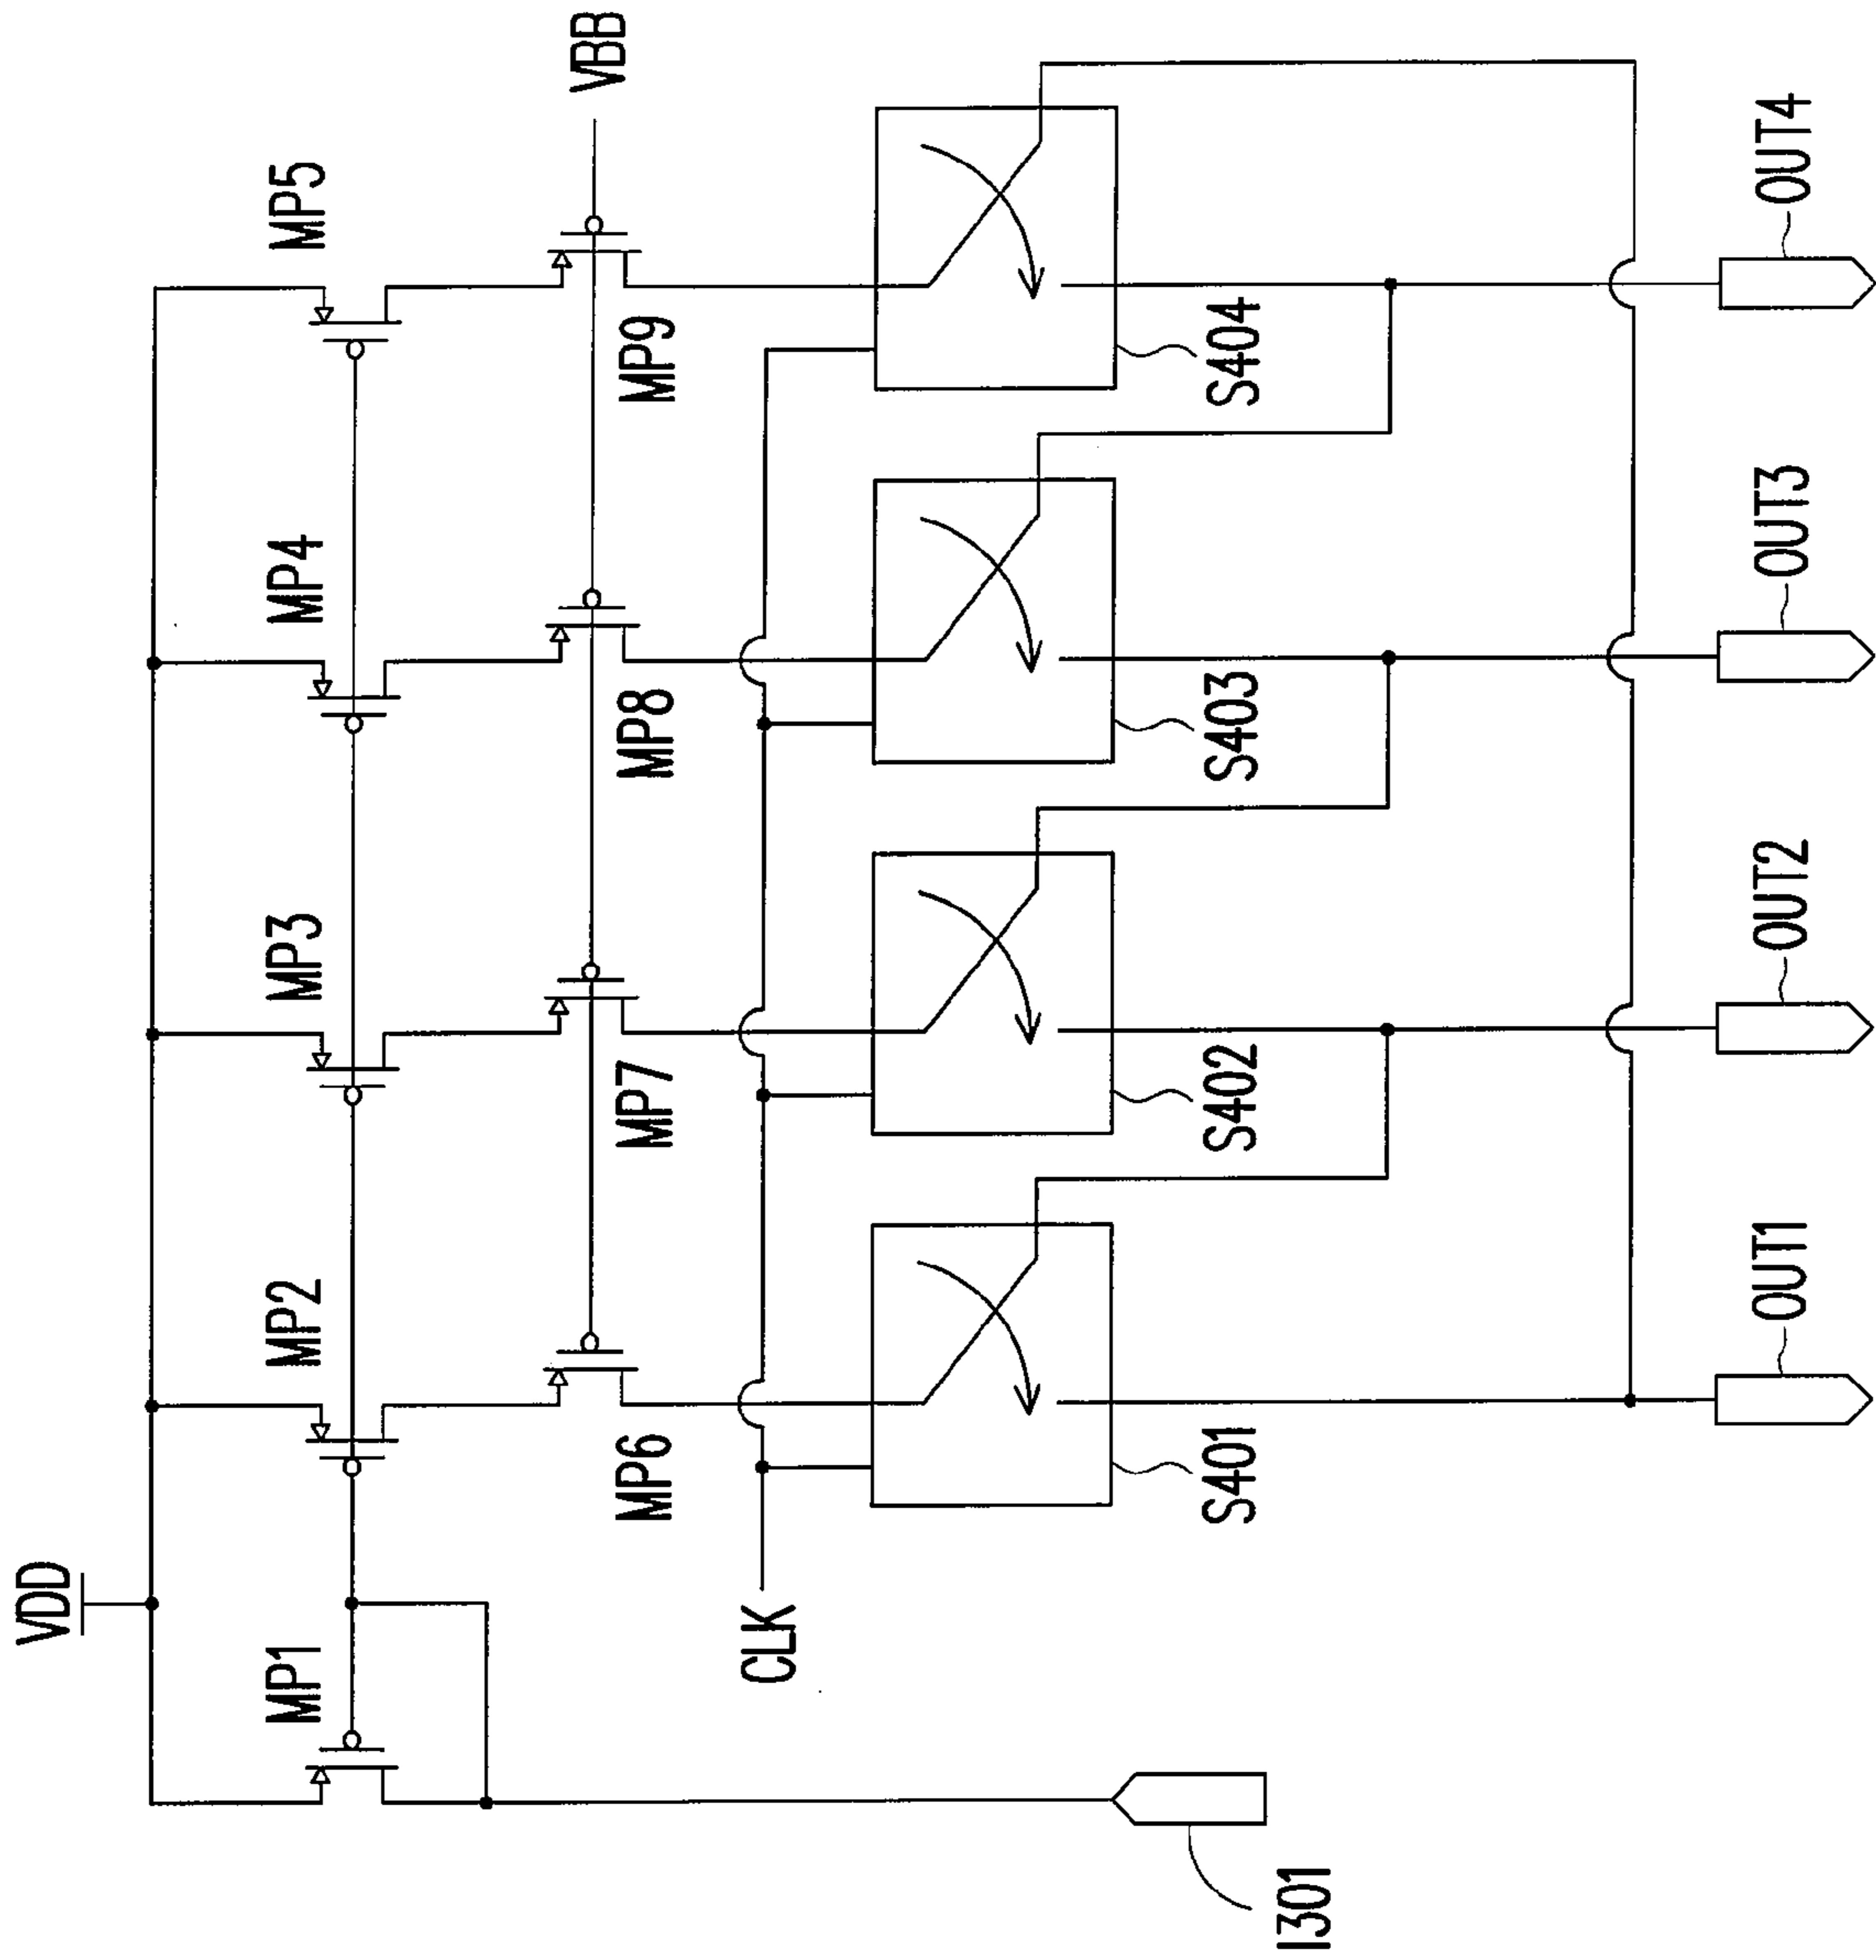 VDD
MP1
MP2
MP3
MP4
MP5
MP6
MP7
MP8
MP9
VBB
CLK
S401
S402
S403
S404
I301
OUT1
OUT2
OUT3
OUT4